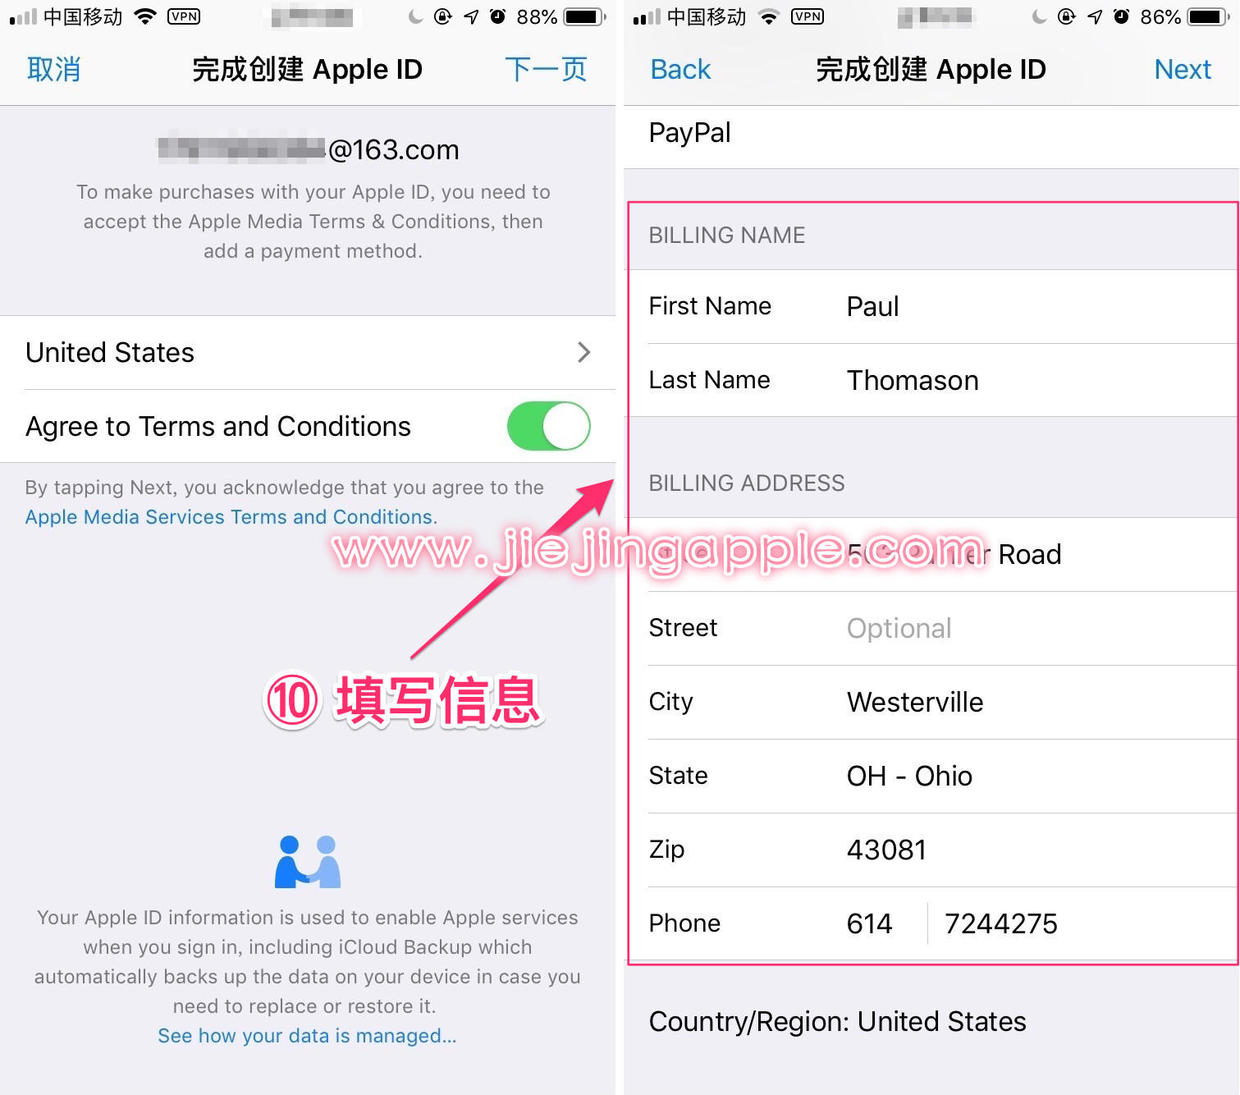 中国移动 VPN 88%
取消 完成创建 Apple ID 下一页
@163.com
To make purchases with your Apple ID, you need to
accept the Apple Media Terms & Conditions, then
add a payment method.
United States
Agree to Terms and Conditions
By tapping Next, you acknowledge that you agree to the
Apple Media Services Terms and Conditions.
⑩ 填写信息
Your Apple ID information is used to enable Apple services
when you sign in, including iCloud Backup which
automatically backs up the data on your device in case you
need to replace or restore it.
See how your data is managed...
中国移动 VPN 86%
Back 完成创建 Apple ID Next
PayPal
BILLING NAME
First Name Paul
Last Name Thomason
BILLING ADDRESS
www.jiejingapple.com
Road
Street Optional
City Westerville
State OH - Ohio
Zip 43081
Phone 614 7244275
Country/Region: United States